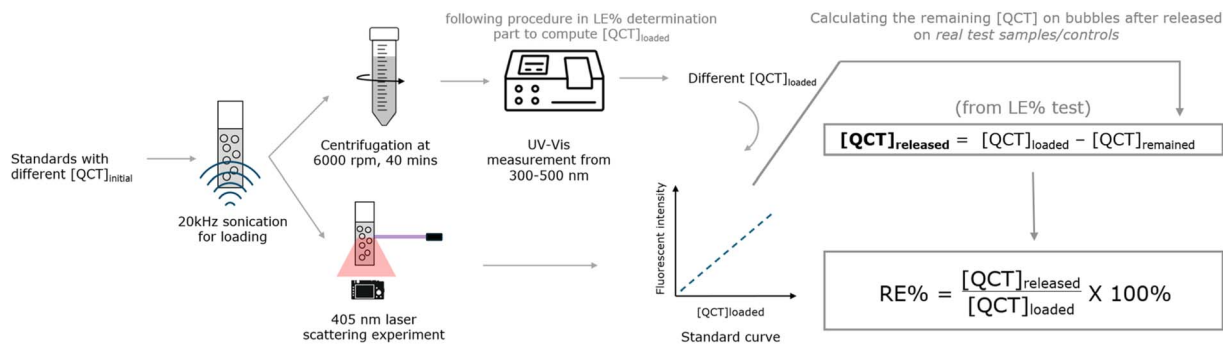 following procedure in LE% determination
part to compute [QCT]loaded
Calculating the remaining [QCT] on bubbles after released
on real test samples/controls
Different [QCT]loaded
(from LE% test)
[QCT]released = [QCT]loaded – [QCT]remained
Centrifugation at
6000 rpm, 40 mins
UV-Vis
measurement from
300-500 nm
Standards with
different [QCT]initial
20kHz sonication
for loading
Fluorescent intensity
[QCT]loaded
Standard curve
405 nm laser
scattering experiment
RE% = [QCT]released / [QCT]loaded X 100%